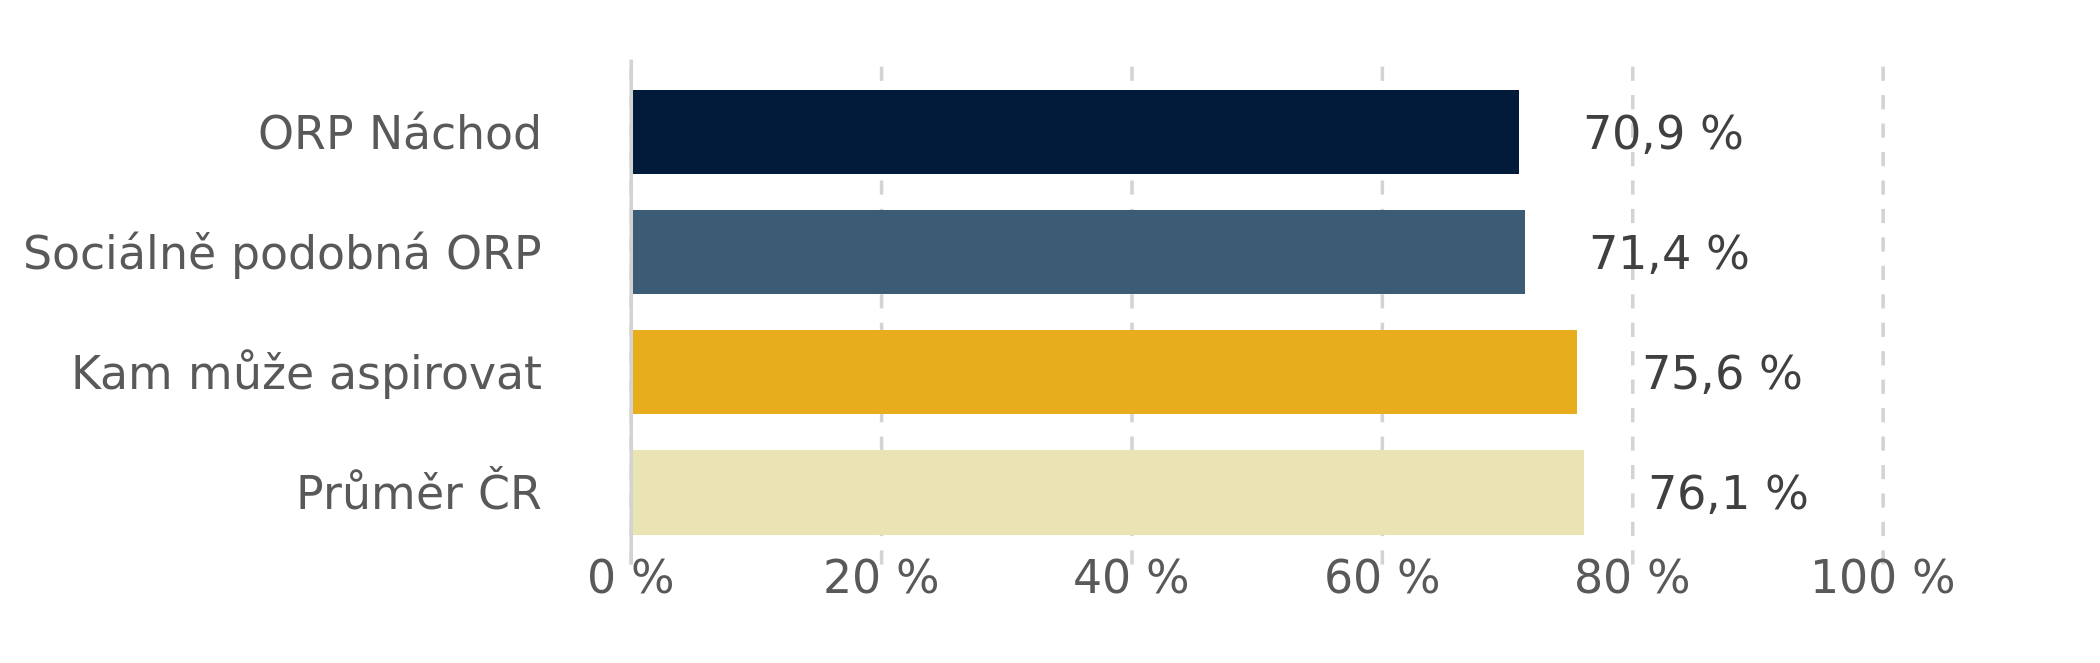 ORP Náchod 70,9 %
Sociálně podobná ORP 71,4 %
Kam může aspirovat 75,6 %
Průměr ČR 76,1 %
0 % 20 % 40 % 60 % 80 % 100 %